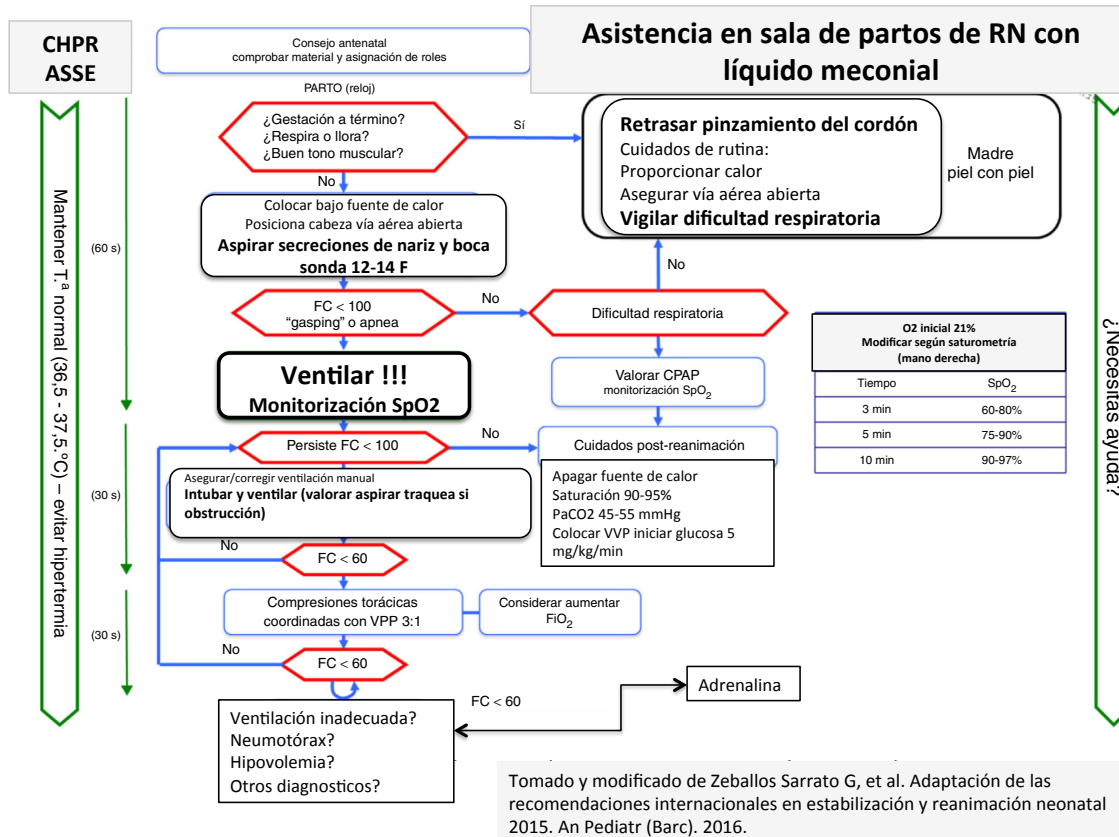 CHPR
ASSE
Consejo antenatal
comprobar material y asignación de roles
Asistencia en sala de partos de RN con
líquido meconial
PARTO (reloj)
¿Gestación a término?
¿Respira o llora?
¿Buen tono muscular?
Sí
Retrasar pinzamiento del cordón
Cuidados de rutina:
Proporcionar calor
Asegurar vía aérea abierta
Vigilar dificultad respiratoria
Madre
piel con piel
No
Colocar bajo fuente de calor
Posiciona cabeza vía aérea abierta
Aspirar secreciones de nariz y boca
sonda 12-14 F
(60 s)
No
FC < 100
“gasping” o apnea
No
Dificultad respiratoria
Ventilar !!!
Monitorización SpO2
Valorar CPAP
monitorización SpO2
O2 inicial 21%
Modificar según saturometría
(mano derecha)
Tiempo SpO2
3 min 60-80%
5 min 75-90%
10 min 90-97%
Persiste FC < 100
No
Cuidados post-reanimación
Apagar fuente de calor
Saturación 90-95%
PaCO2 45-55 mmHg
Colocar VVP iniciar glucosa 5
mg/kg/min
Asegurar/corregir ventilación manual
Intubar y ventilar (valorar aspirar traquea si
obstrucción)
(30 s)
No
FC < 60
Compresiones torácicas
coordinadas con VPP 3:1
Considerar aumentar
FiO2
(30 s)
No
FC < 60
FC < 60
Adrenalina
Ventilación inadecuada?
Neumotórax?
Hipovolemia?
Otros diagnosticos?
Mantener T.ª normal (36,5 - 37,5.ºC) – evitar hipertermia
¿Necesitas ayuda?
Tomado y modificado de Zeballos Sarrato G, et al. Adaptación de las
recomendaciones internacionales en estabilización y reanimación neonatal
2015. An Pediatr (Barc). 2016.